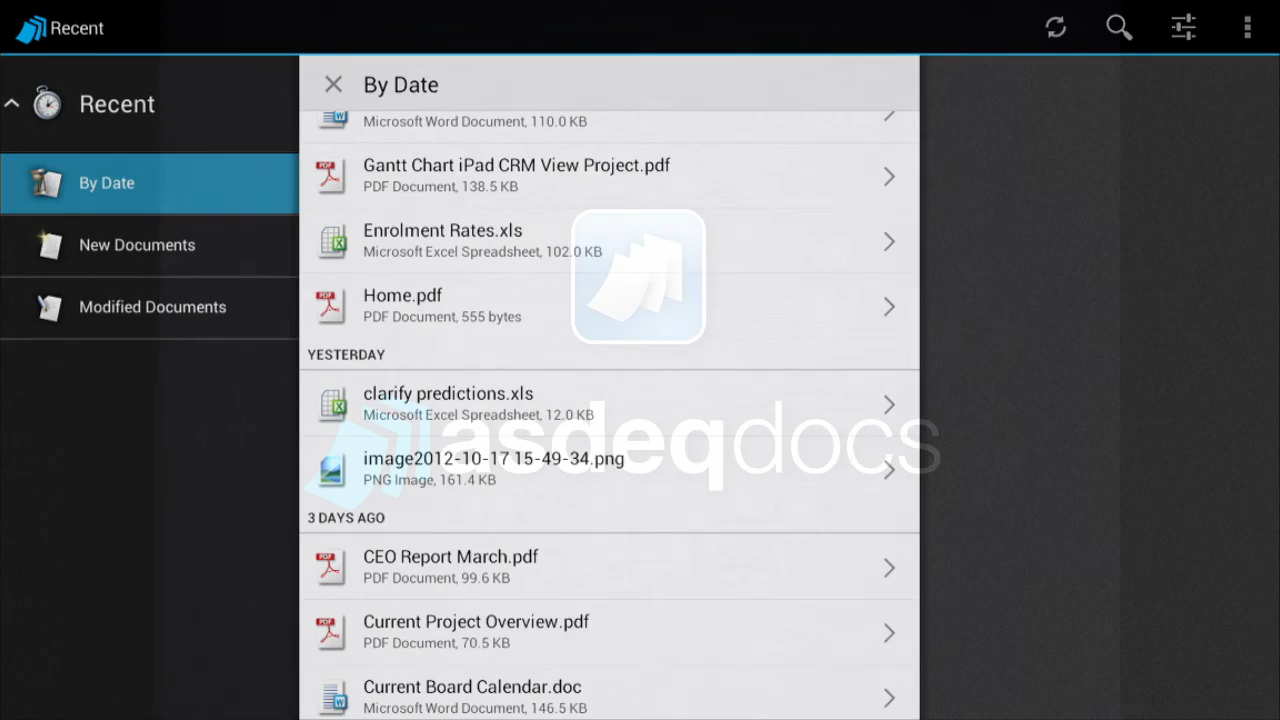 Recent
Recent
By Date
New Documents
Modified Documents
By Date
Microsoft Word Document, 110.0 KB
Gantt Chart iPad CRM View Project.pdf
PDF Document, 138.5 KB
Enrolment Rates.xls
Microsoft Excel Spreadsheet, 102.0 KB
Home.pdf
PDF Document, 555 bytes
YESTERDAY
clarify predictions.xls
Microsoft Excel Spreadsheet, 12.0 KB
asdeqdocs
image2012-10-17 15-49-34.png
PNG Image, 161.4 KB
3 DAYS AGO
CEO Report March.pdf
PDF Document, 99.6 KB
Current Project Overview.pdf
PDF Document, 70.5 KB
Current Board Calendar.doc
Microsoft Word Document, 146.5 KB